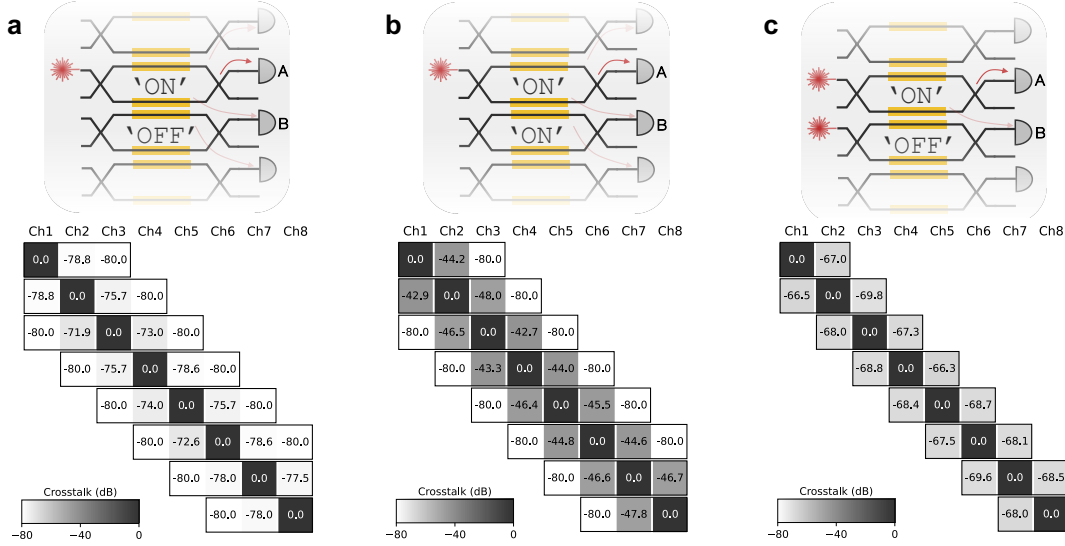 a
A
'ON'
B
'OFF'
Ch1 Ch2 Ch3 Ch4 Ch5 Ch6 Ch7 Ch8
0.0 -78.8 -80.0
-78.8 0.0 -75.7 -80.0
-80.0 -71.9 0.0 -73.0 -80.0
-80.0 -75.7 0.0 -78.6 -80.0
-80.0 -74.0 0.0 -75.7 -80.0
-80.0 -72.6 0.0 -78.6 -80.0
-80.0 -78.0 0.0 -77.5
-80.0 -78.0 0.0
Crosstalk (dB)
−80 −40 0
b
A
'ON'
B
'ON'
Ch1 Ch2 Ch3 Ch4 Ch5 Ch6 Ch7 Ch8
0.0 -44.2 -80.0
-42.9 0.0 -48.0 -80.0
-80.0 -46.5 0.0 -42.7 -80.0
-80.0 -43.3 0.0 -44.0 -80.0
-80.0 -46.4 0.0 -45.5 -80.0
-80.0 -44.8 0.0 -44.6 -80.0
-80.0 -46.6 0.0 -46.7
-80.0 -47.8 0.0
Crosstalk (dB)
−80 −40 0
c
A
'ON'
B
'OFF'
Ch1 Ch2 Ch3 Ch4 Ch5 Ch6 Ch7 Ch8
0.0 -67.0
-66.5 0.0 -69.8
-68.0 0.0 -67.3
-68.8 0.0 -66.3
-68.4 0.0 -68.7
-67.5 0.0 -68.1
-69.6 0.0 -68.5
-68.0 0.0
Crosstalk (dB)
−80 −40 0